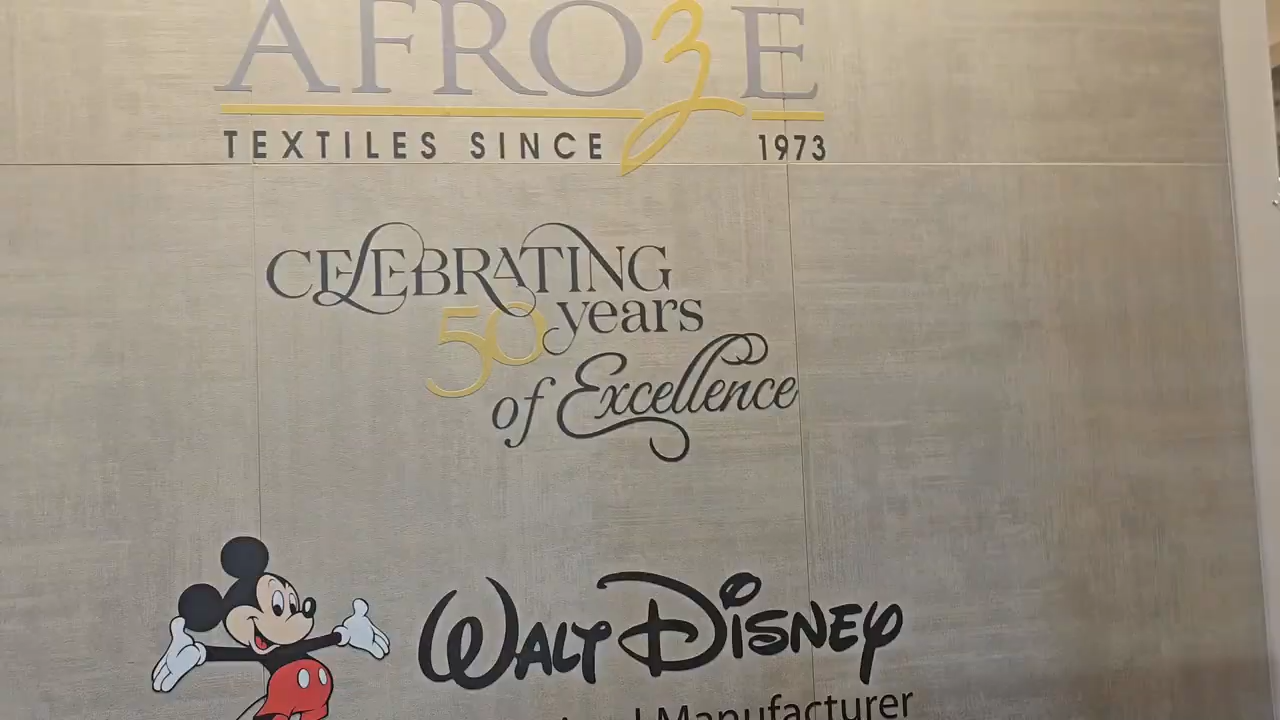 AFROZE
TEXTILES SINCE 1973
CELEBRATING
50 years
of Excellence
WALT DISNEY
Manufacturer